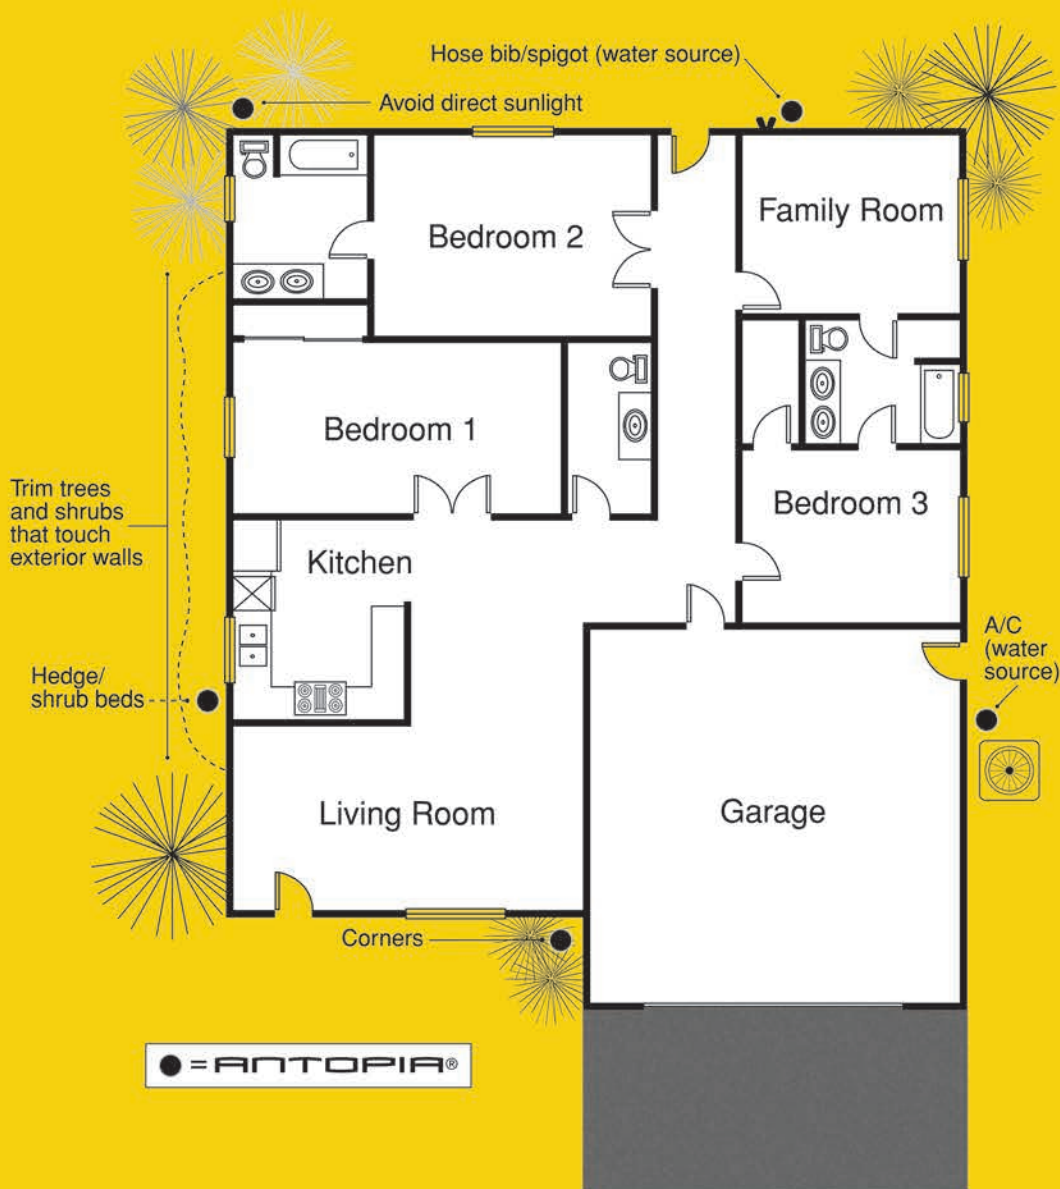 Hose bib/spigot (water source)
Avoid direct sunlight
Family Room
Bedroom 2
Bedroom 1
Trim trees
and shrubs
that touch
exterior walls
Bedroom 3
Kitchen
A/C
(water
source)
Hedge/
shrub beds
Living Room
Garage
Corners
= ANTOPIA®